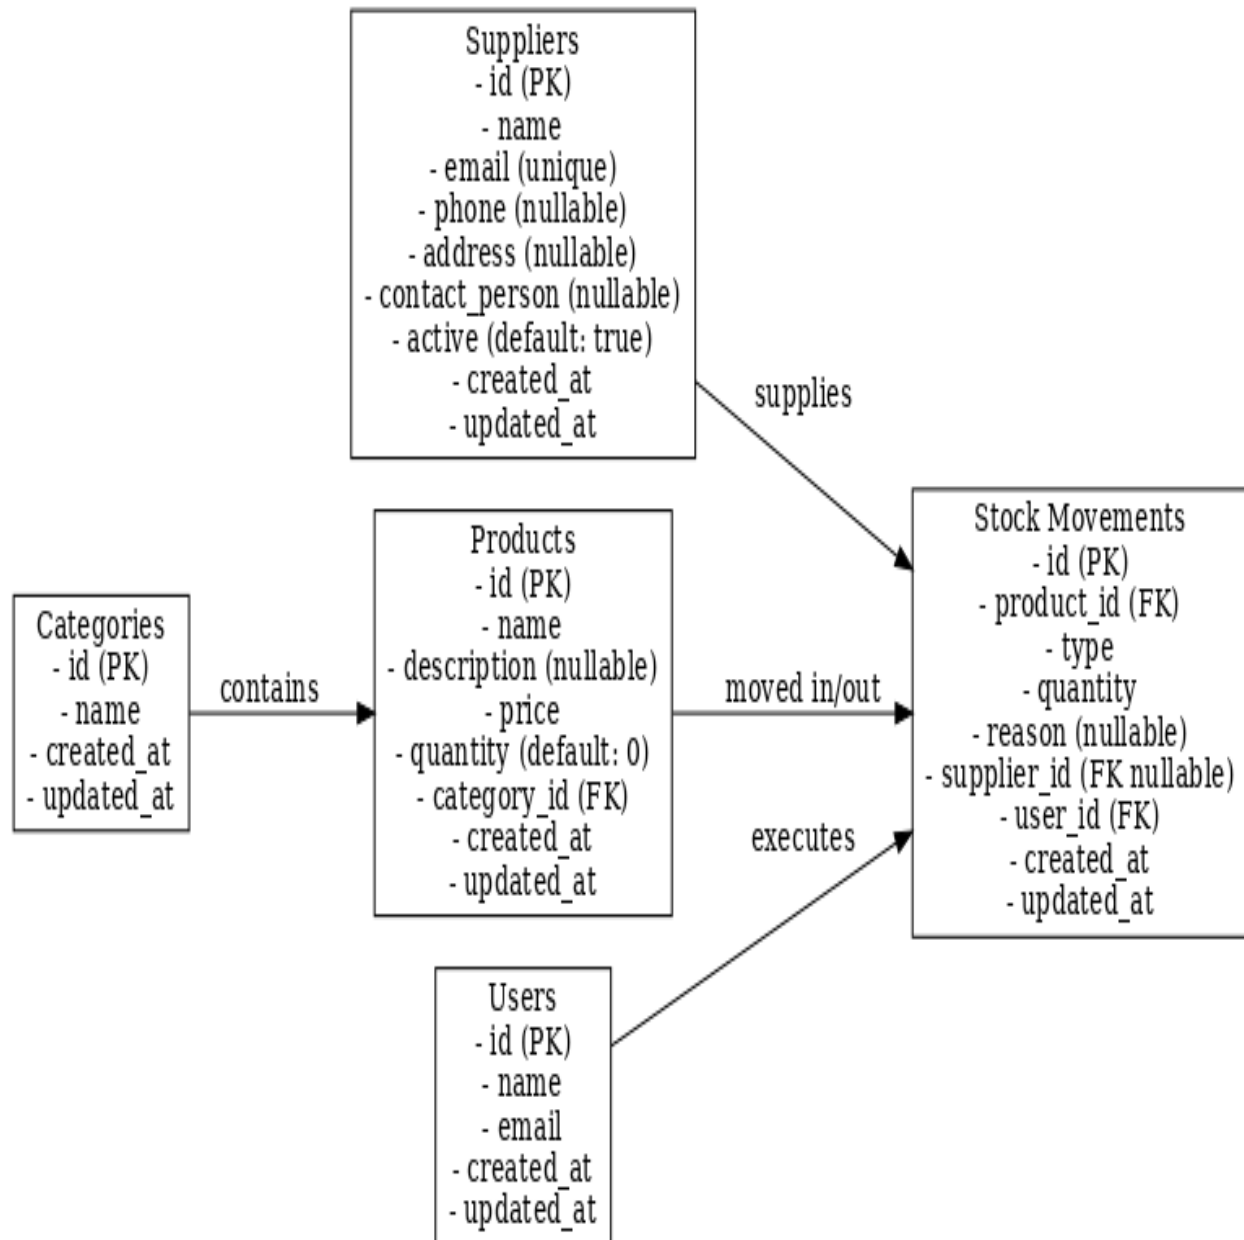 Suppliers
- id (PK)
- name
- email (unique)
- phone (nullable)
- address (nullable)
- contact_person (nullable)
- active (default: true)
- created_at
- updated_at
supplies
Categories
- id (PK)
- name
- created_at
- updated_at
contains
Products
- id (PK)
- name
- description (nullable)
- price
- quantity (default: 0)
- category_id (FK)
- created_at
- updated_at
moved in/out
Stock Movements
- id (PK)
- product_id (FK)
- type
- quantity
- reason (nullable)
- supplier_id (FK nullable)
- user_id (FK)
- created_at
- updated_at
executes
Users
- id (PK)
- name
- email
- created_at
- updated_at